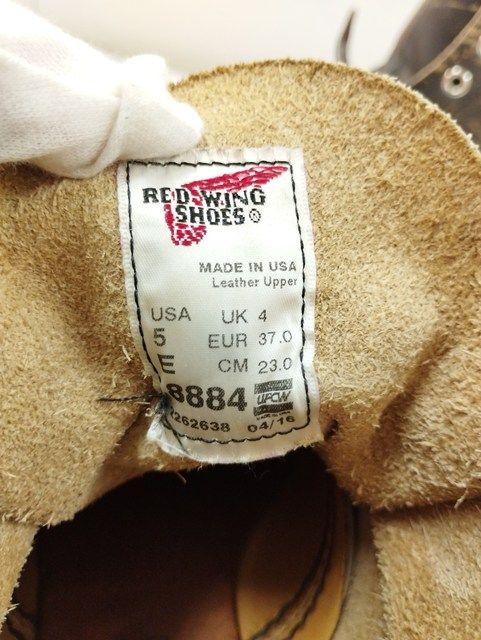 RED WING
SHOES®
MADE IN USA
Leather Upper
USA UK 4
5 EUR 37.0
E CM 23.0
8884 UPCW
262638 04/16